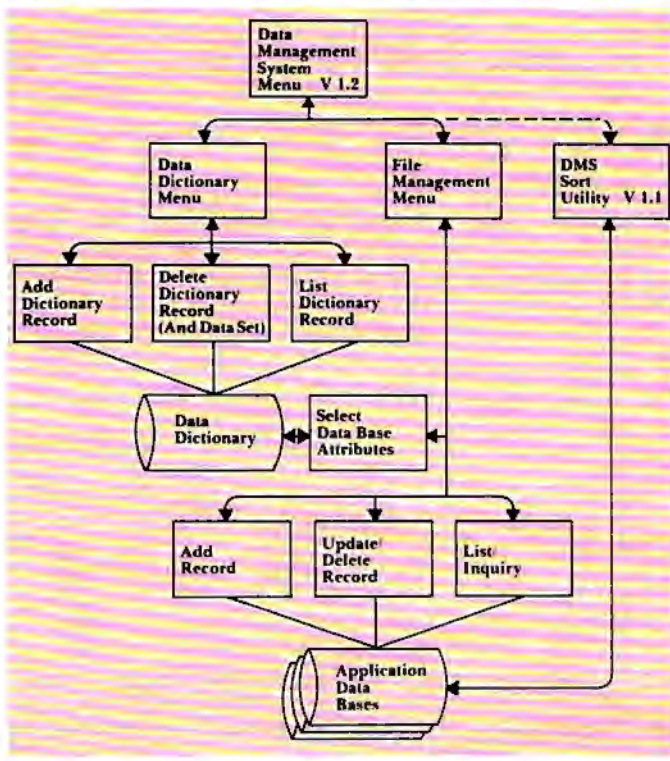 Data
Management
System
Menu V 1.2
Data
Dictionary
Menu
File
Management
Menu
DMS
Sort
Utility V 1.1
Add
Dictionary
Record
Delete
Dictionary
Record
(And Data Set)
List
Dictionary
Record
Data
Dictionary
Select
Data Base
Attributes
Add
Record
Update/
Delete
Record
List/
Inquiry
Application
Data
Bases